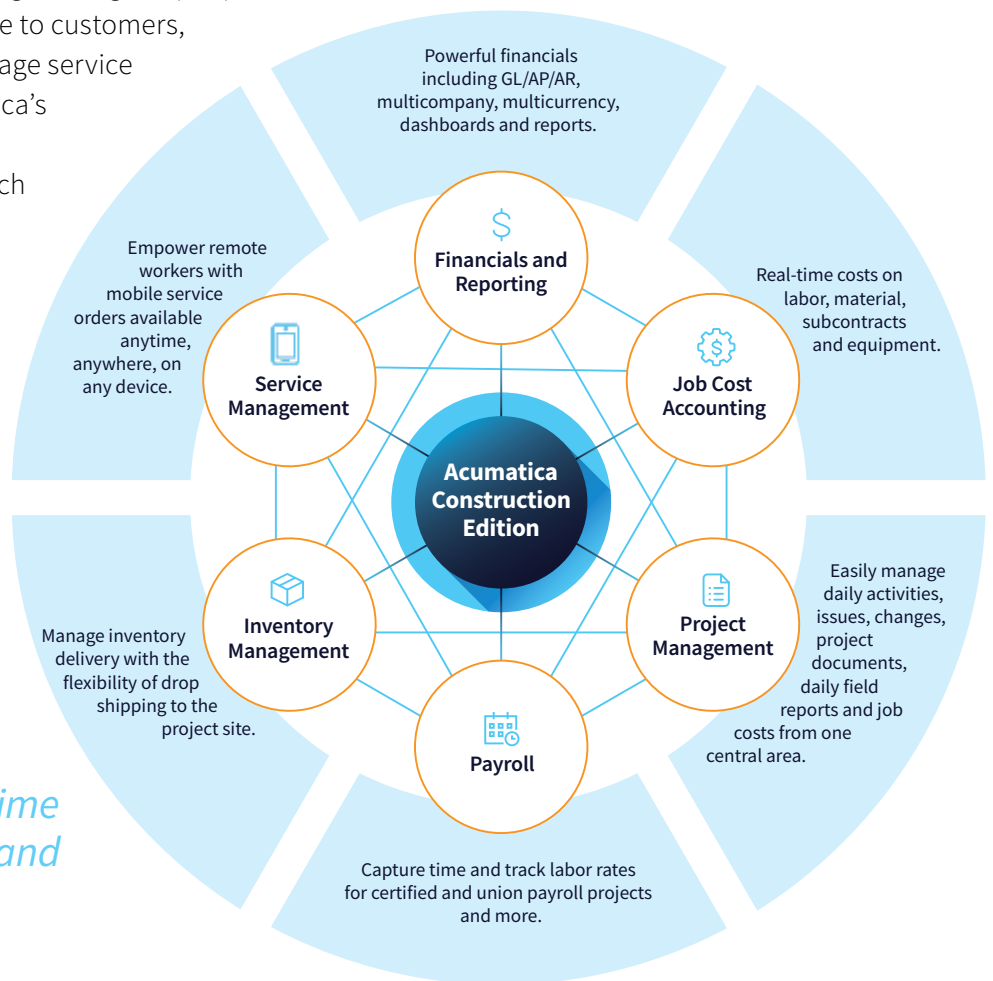 e to customers,
age service
ca’s
ch
Powerful financials
including GL/AP/AR,
multicompany, multicurrency,
dashboards and reports.
Financials and
Reporting
Real-time costs on
labor, material,
subcontracts
and equipment.
Job Cost
Accounting
Easily manage
daily activities,
issues, changes,
project
documents,
daily field
reports and job
costs from one
central area.
Project
Management
Capture time and track labor rates
for certified and union payroll projects
and more.
Payroll
Manage inventory
delivery with the
flexibility of drop
shipping to the
project site.
Inventory
Management
Empower remote
workers with
mobile service
orders available
anytime,
anywhere, on
any device.
Service
Management
Acumatica
Construction
Edition
ime
and